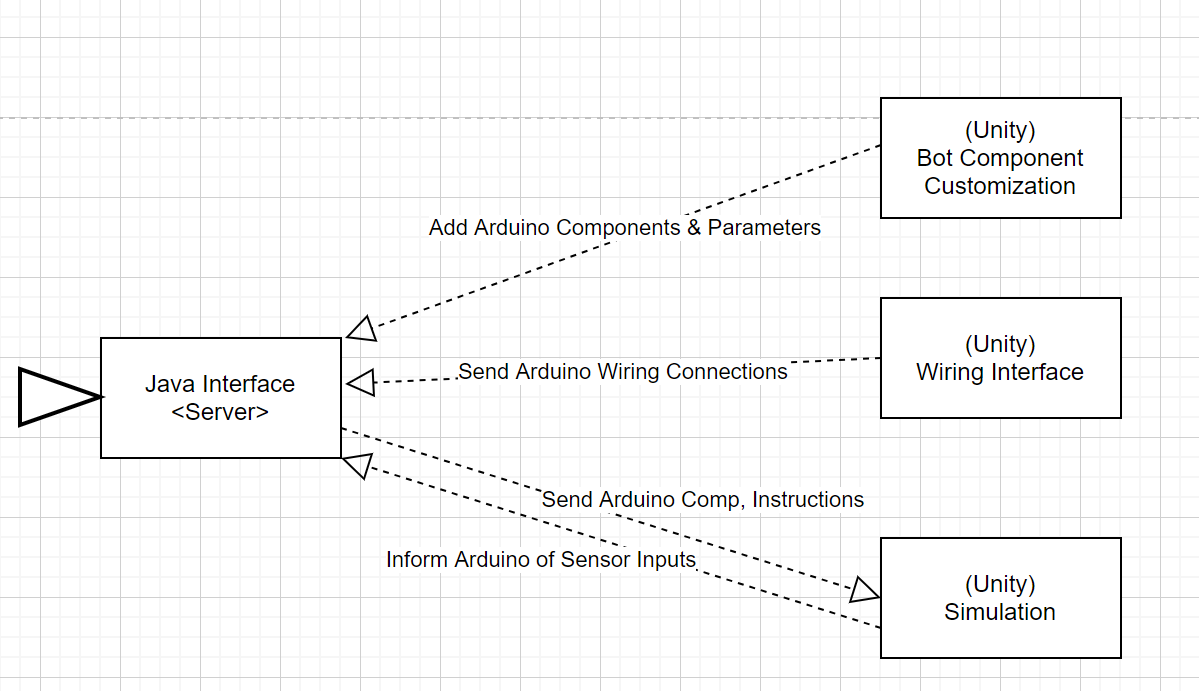 (Unity)
Bot Component
Customization
Add Arduino Components & Parameters
(Unity)
Wiring Interface
Send Arduino Wiring Connections
Java Interface
<Server>
Send Arduino Comp, Instructions
Inform Arduino of Sensor Inputs
(Unity)
Simulation